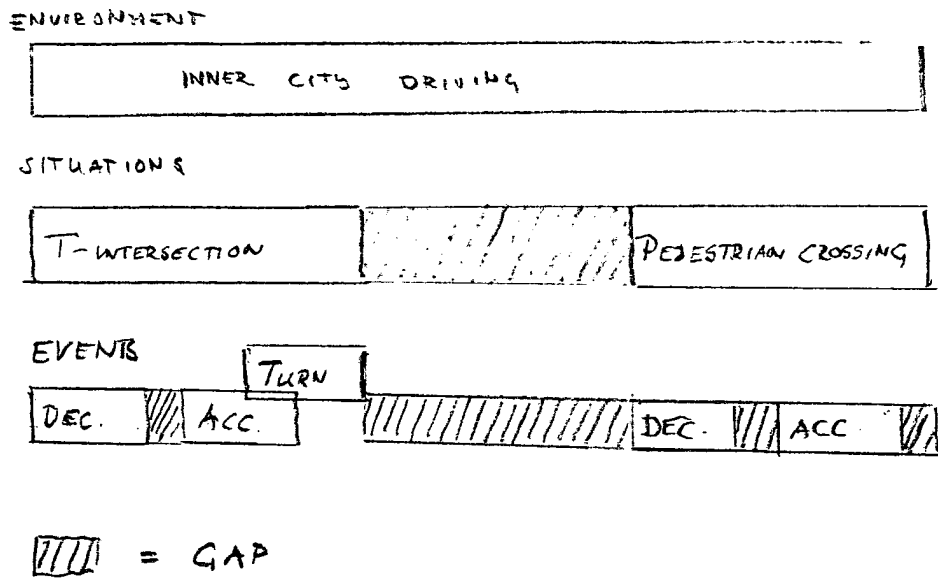 ENVIRONMENT
INNER CITY DRIVING
SITUATIONS
T-INTERSECTION PEDESTRIAN CROSSING
EVENTS
TURN
DEC. ACC. DEC. ACC
= GAP